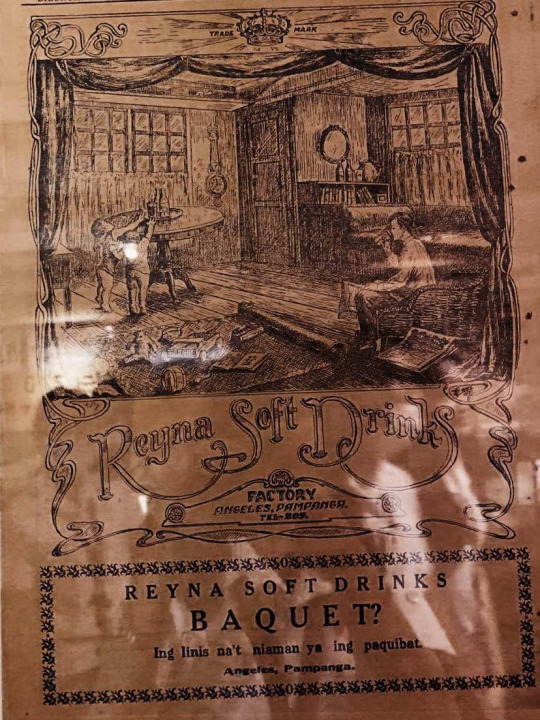 TRADE MARK
Reyna Soft Drinks
FACTORY
ANGELES, PAMPANGA.
TEL-209.
REYNA SOFT DRINKS
BAQUET?
Ing linis na't niaman ya ing paquibat.
Angeles, Pampanga.